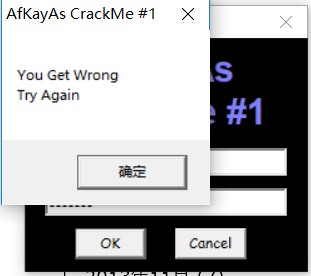 AfKayAs CrackMe #1
You Get Wrong
Try Again
确定
As
e #1
OK
Cancel